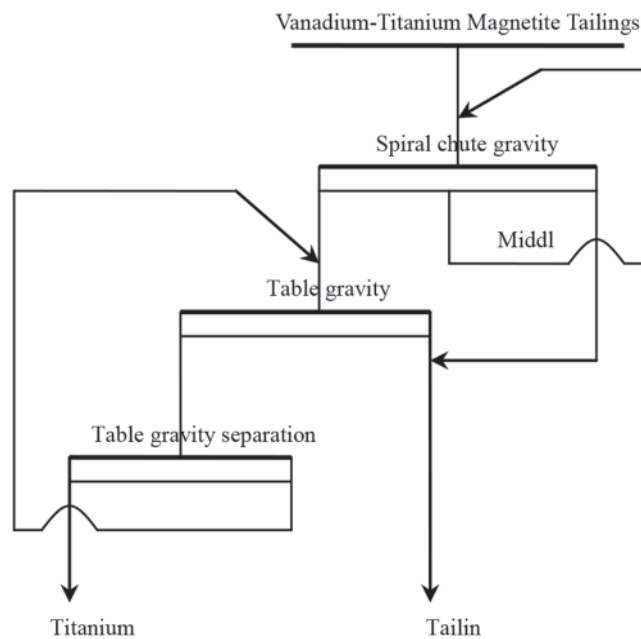 Vanadium-Titanium Magnetite Tailings
Spiral chute gravity
Middl
Table gravity
Table gravity separation
Titanium
Tailin